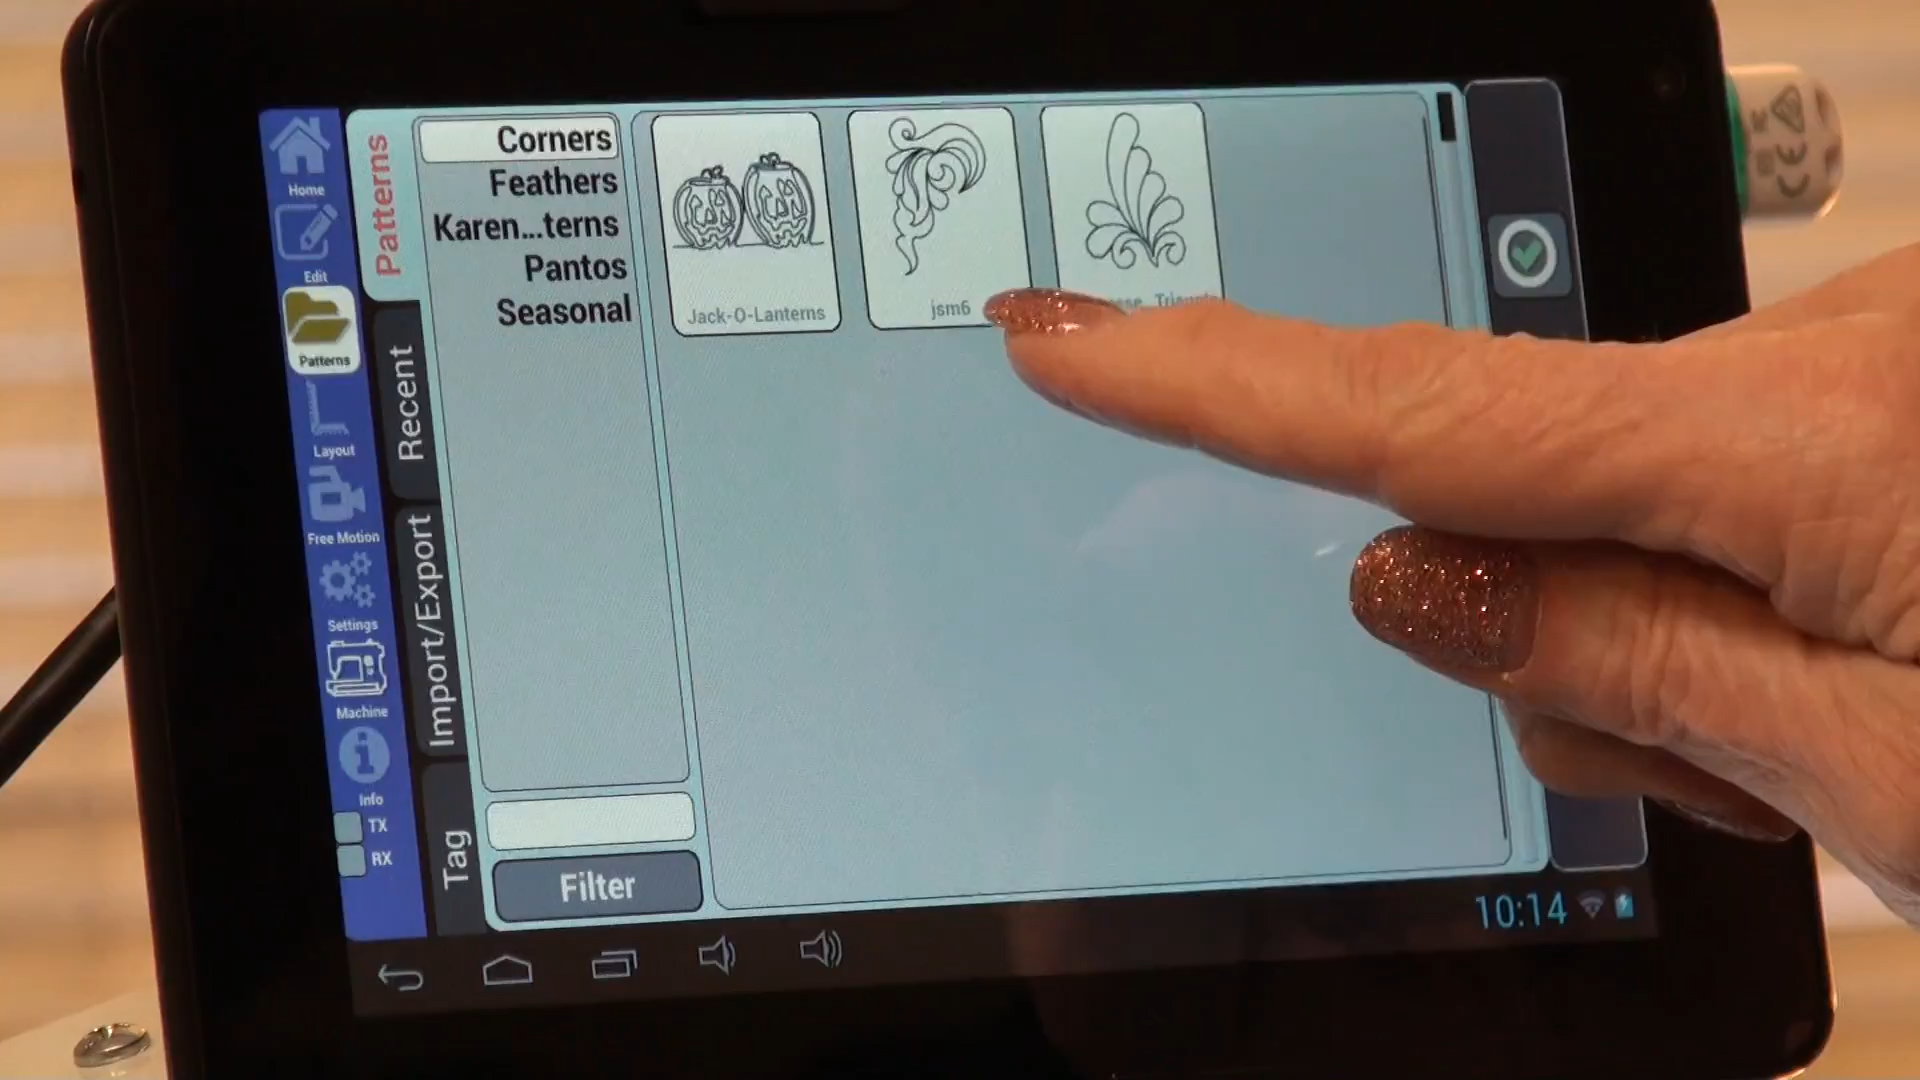 Home
Edit
Patterns
Layout
Free Motion
Settings
Machine
Info
TX
RX
Patterns
Recent
Import/Export
Tag
Corners
Feathers
Karen...terns
Pantos
Seasonal
Filter
Jack-O-Lanterns
jsm6
10:14
CE